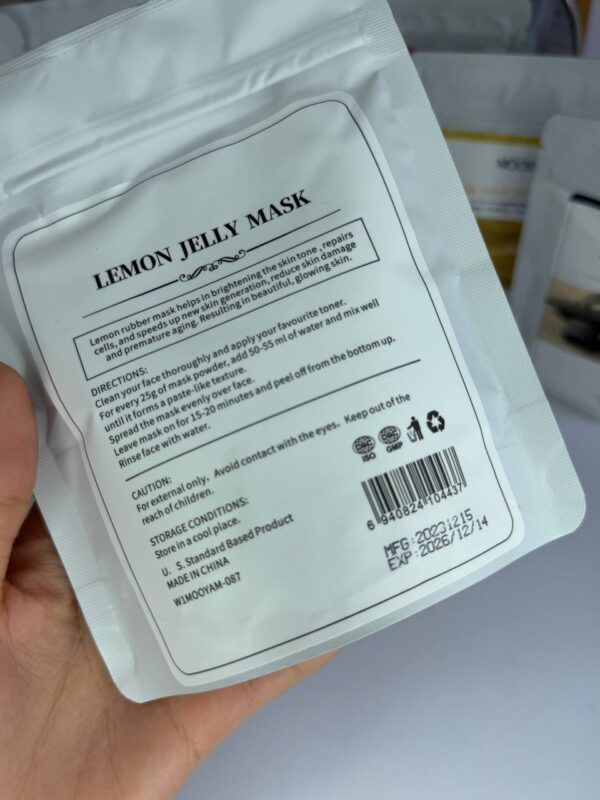 LEMON JELLY MASK
Lemon rubber mask helps in brightening the skin tone , repairs
cells, and speeds up new skin generation, reduce skin damage
and premature aging. Resulting in beautiful, glowing skin.
DIRECTIONS:
Clean your face thoroughly and apply your favourite toner.
For every 25g of mask powder, add 50-55 ml of water and mix well
until it forms a paste-like texture.
Spread the mask evenly over face.
Leave mask on for 15-20 minutes and peel off from the bottom up.
Rinse face with water.
CAUTION:
For external only. Avoid contact with the eyes. Keep out of the
reach of children.
STORAGE CONDITIONS:
Store in a cool place.
U. S. Standard Based Product
MADE IN CHINA
W1MOOYAM-087
ISO GMP
6 940824 104437
MFG:20231215
EXP:2026/12/14